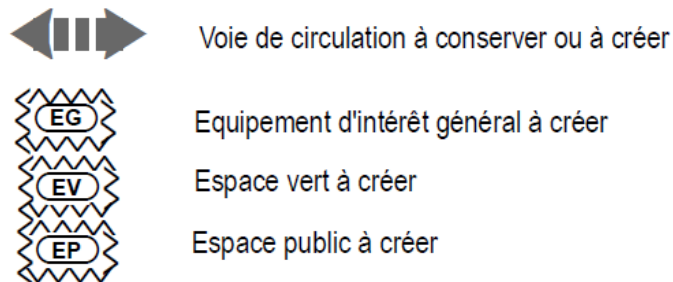 Voie de circulation à conserver ou à créer
EG Equipement d'intérêt général à créer
EV Espace vert à créer
EP Espace public à créer